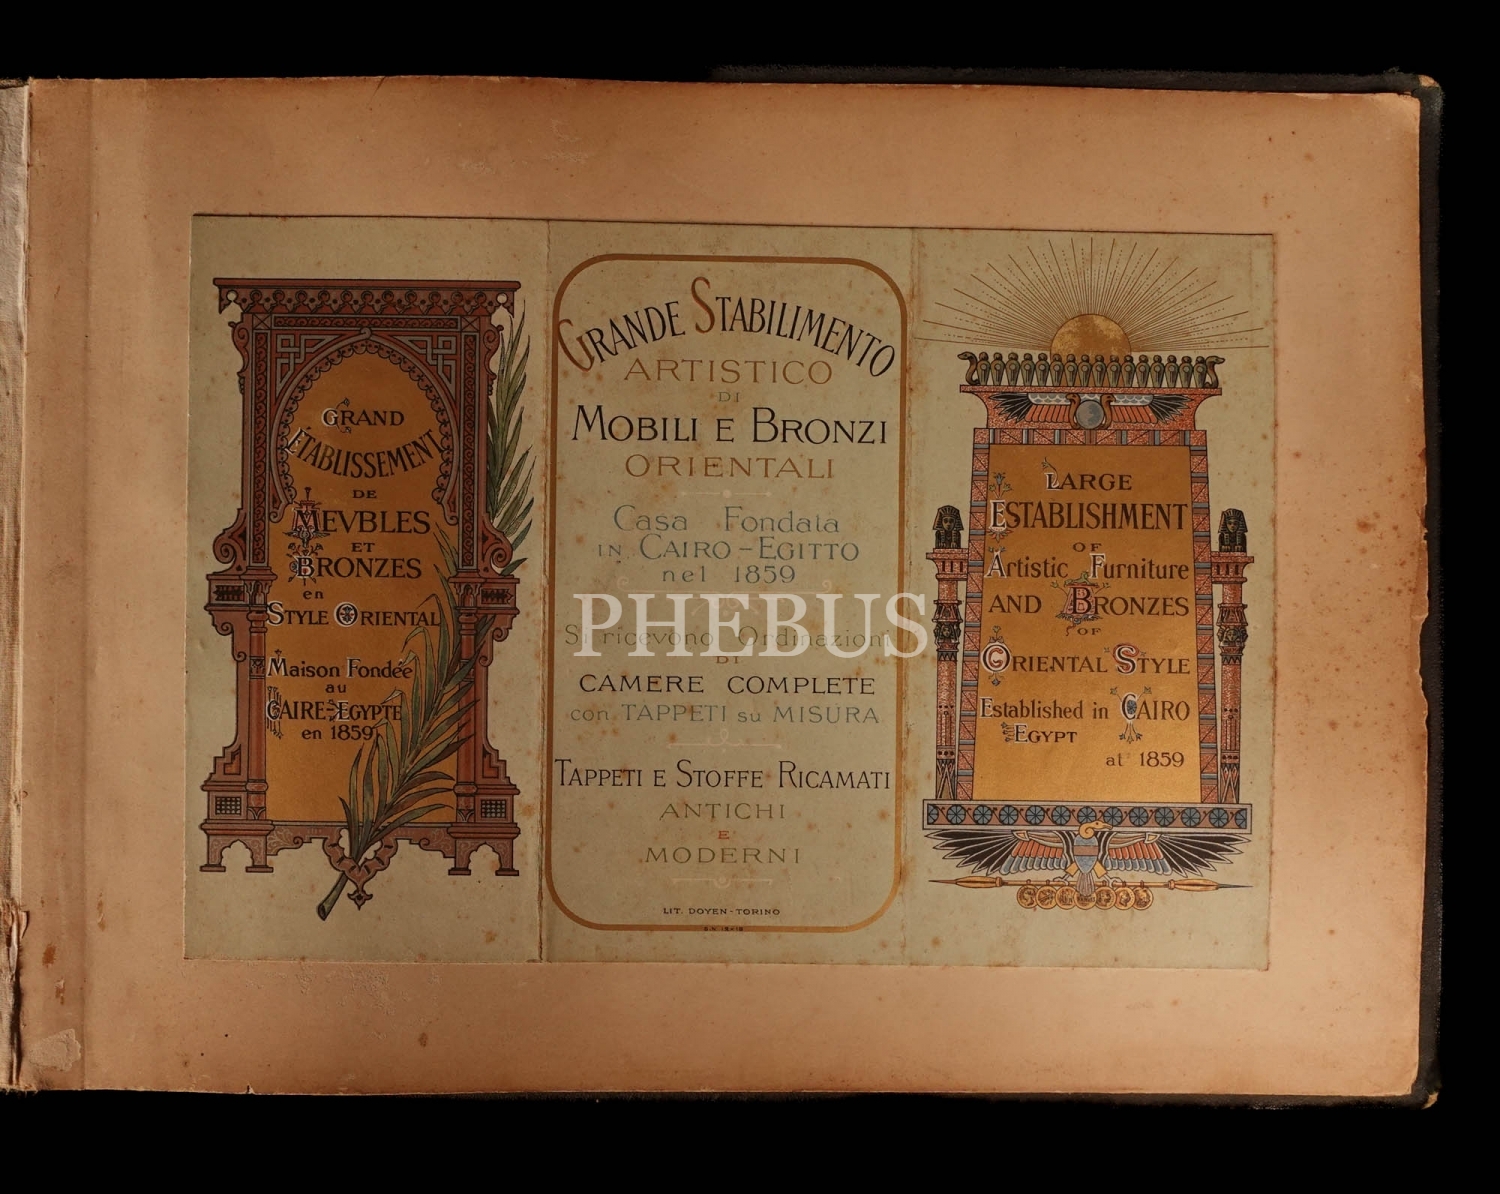 GRAND
ETABLISSEMENT
DE
MEVBLES
ET
BRONZES
en
STYLE ORIENTAL
Maison Fondée
au
CAIRE-EGYPTE
en 1859
GRANDE STABILIMENTO
ARTISTICO
DI
MOBILI E BRONZI
ORIENTALI
Casa Fondata
IN CAIRO-EGITTO
nel 1859
Si ricevono Ordinazioni
DI
CAMERE COMPLETE
con TAPPETI su MISURA
TAPPETI E STOFFE RICAMATI
ANTICHI
E
MODERNI
LIT. DOYEN-TORINO
LARGE
ESTABLISHMENT
OF
Artistic Furniture
AND BRONZES
OF
ORIENTAL STYLE
Established in CAIRO
EGYPT
at 1859
PHEBUS